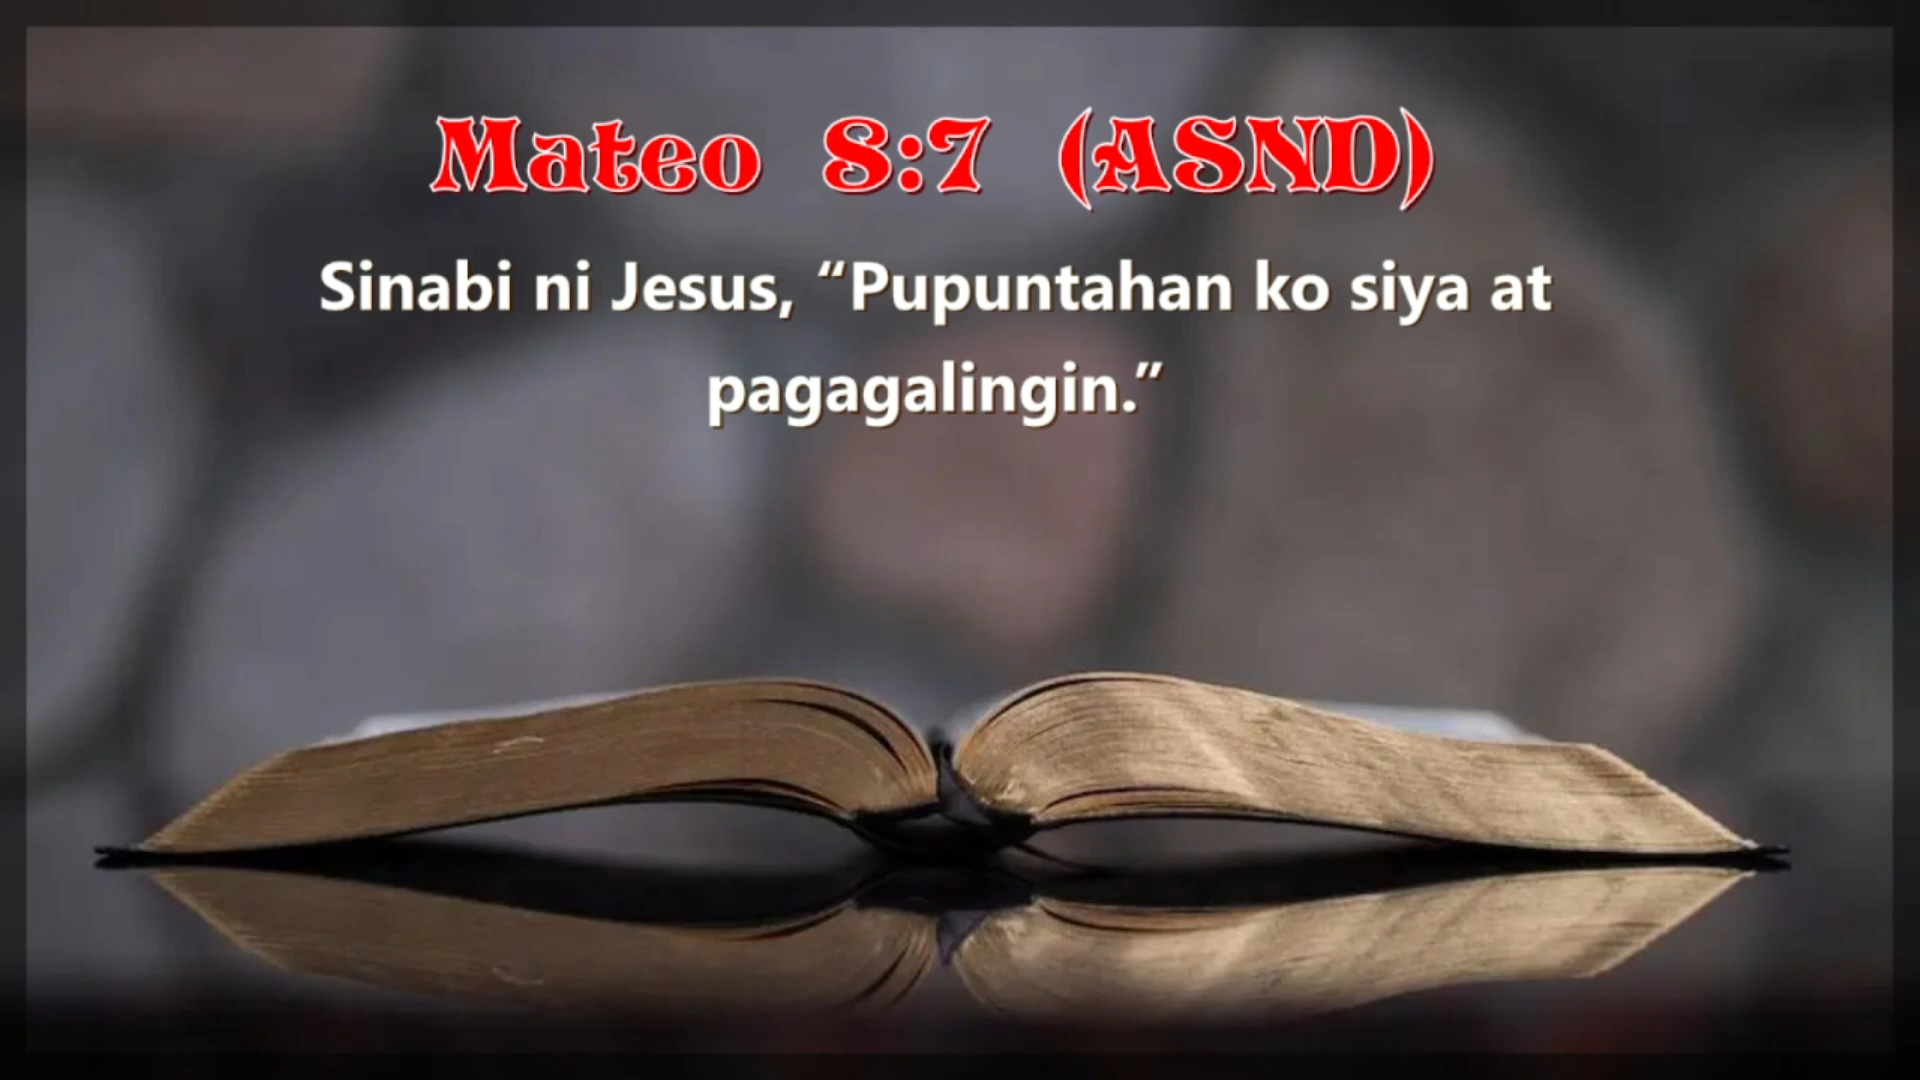 Mateo 8:7 (ASND)
Sinabi ni Jesus, “Pupuntahan ko siya at
pagagalingin.”